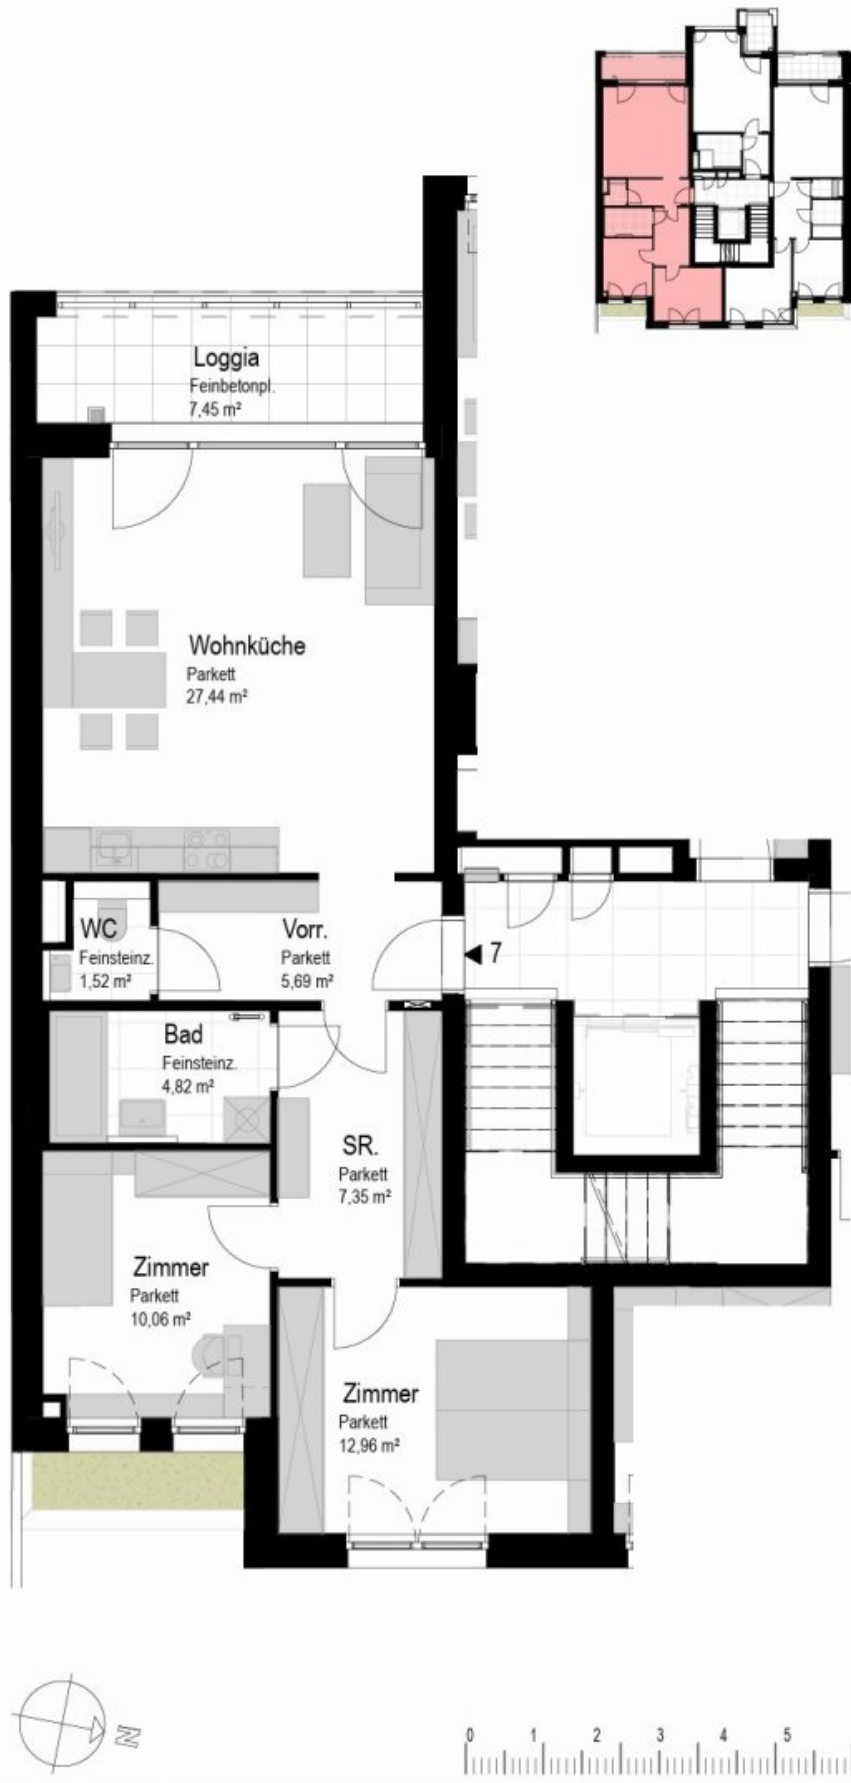 Loggia
Feinbetonpl.
7,45 m²
Wohnküche
Parkett
27,44 m²
WC
Feinsteinz.
1,52 m²
Vorr.
Parkett
5,69 m²
7
Bad
Feinsteinz.
4,82 m²
SR.
Parkett
7,35 m²
Zimmer
Parkett
10,06 m²
Zimmer
Parkett
12,96 m²
N
0 1 2 3 4 5